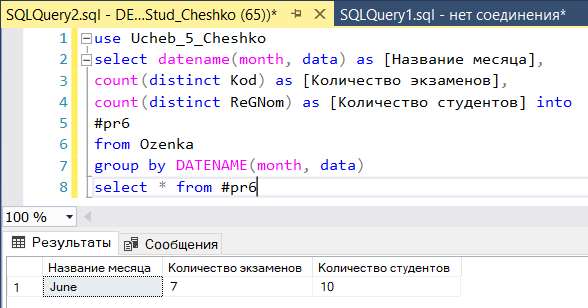 SQLQuery2.sql - DE...Stud_Cheshko (65))* SQLQuery1.sql - нет соединения*
1 use Ucheb_5_Cheshko
2 select datename(month, data) as [Название месяца],
3 count(distinct Kod) as [Количество экзаменов],
4 count(distinct ReGNom) as [Количество студентов] into
5 #pr6
6 from Ozenka
7 group by DATENAME(month, data)
8 select * from #pr6
100 %
Результаты Сообщения
Название месяца Количество экзаменов Количество студентов
1 June 7 10